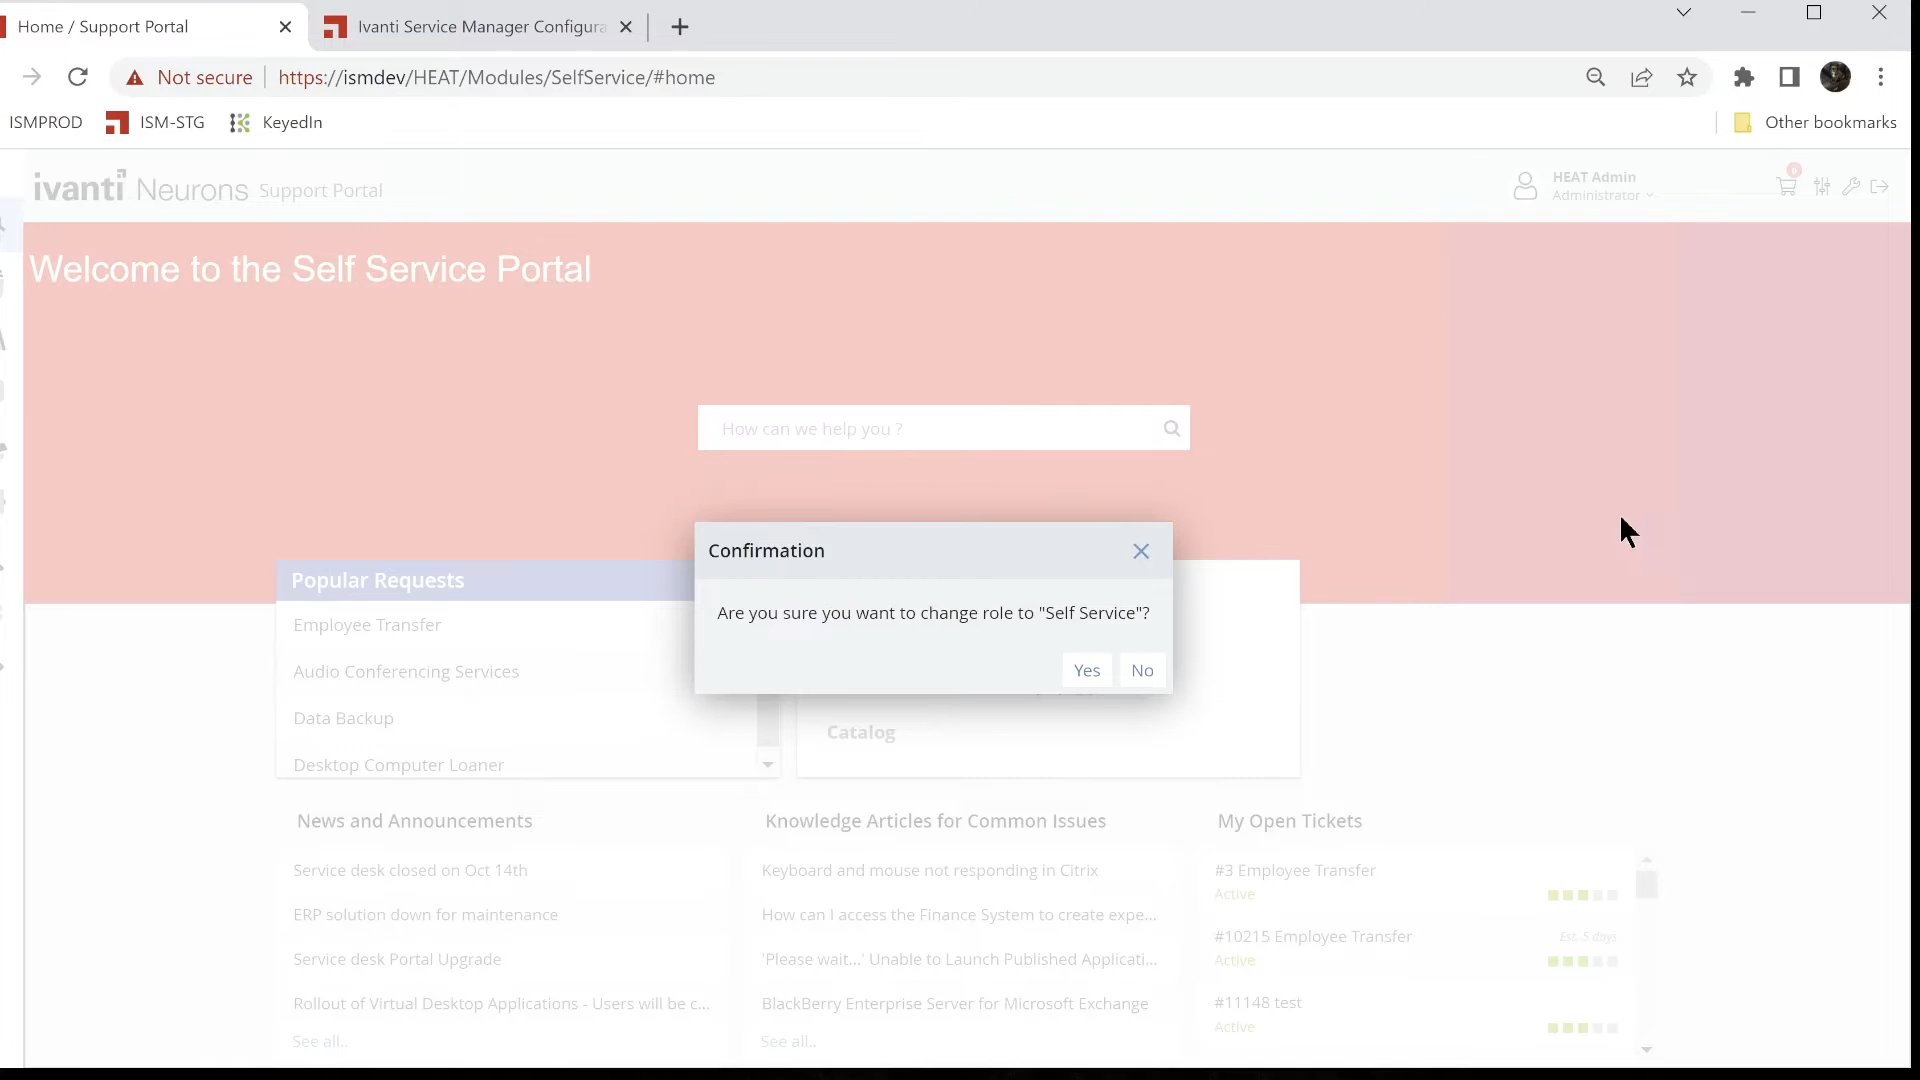 Home / Support Portal
Ivanti Service Manager Configura
Not secure
https://ismdev/HEAT/Modules/SelfService/#home
ISMPROD
ISM-STG
KeyedIn
Other bookmarks
ivanti Neurons Support Portal
HEAT Admin
Administrator
0
Welcome to the Self Service Portal
How can we help you ?
Confirmation
Are you sure you want to change role to "Self Service"?
Yes
No
Popular Requests
Employee Transfer
Audio Conferencing Services
Data Backup
Desktop Computer Loaner
Catalog
News and Announcements
Service desk closed on Oct 14th
ERP solution down for maintenance
Service desk Portal Upgrade
Rollout of Virtual Desktop Applications - Users will be c...
See all..
Knowledge Articles for Common Issues
Keyboard and mouse not responding in Citrix
How can I access the Finance System to create expe...
'Please wait...' Unable to Launch Published Applicati...
BlackBerry Enterprise Server for Microsoft Exchange
See all..
My Open Tickets
#3 Employee Transfer
Active
#10215 Employee Transfer
Est. 5 days
Active
#11148 test
Active